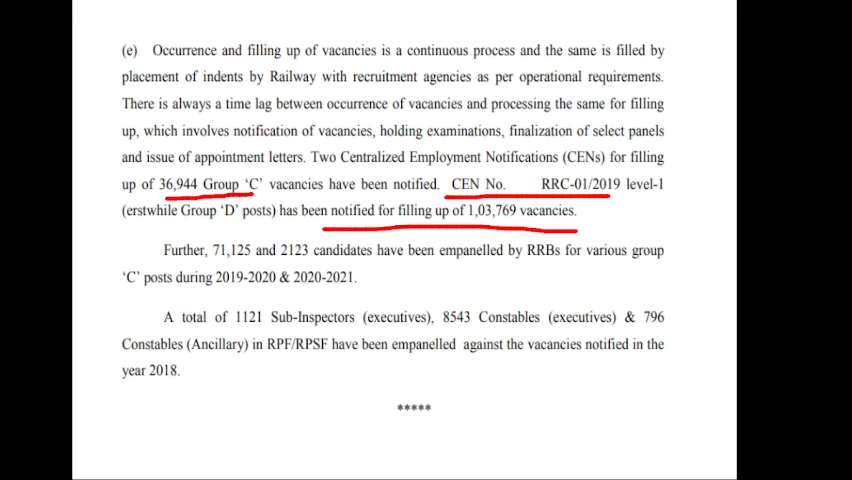 (e) Occurrence and filling up of vacancies is a continuous process and the same is filled by
placement of indents by Railway with recruitment agencies as per operational requirements.
There is always a time lag between occurrence of vacancies and processing the same for filling
up, which involves notification of vacancies, holding examinations, finalization of select panels
and issue of appointment letters. Two Centralized Employment Notifications (CENs) for filling
up of 36,944 Group ‘C’ vacancies have been notified. CEN No. RRC-01/2019 level-1
(erstwhile Group ‘D’ posts) has been notified for filling up of 1,03,769 vacancies.
Further, 71,125 and 2123 candidates have been empanelled by RRBs for various group
‘C’ posts during 2019-2020 & 2020-2021.
A total of 1121 Sub-Inspectors (executives), 8543 Constables (executives) & 796
Constables (Ancillary) in RPF/RPSF have been empanelled against the vacancies notified in the
year 2018.
*****